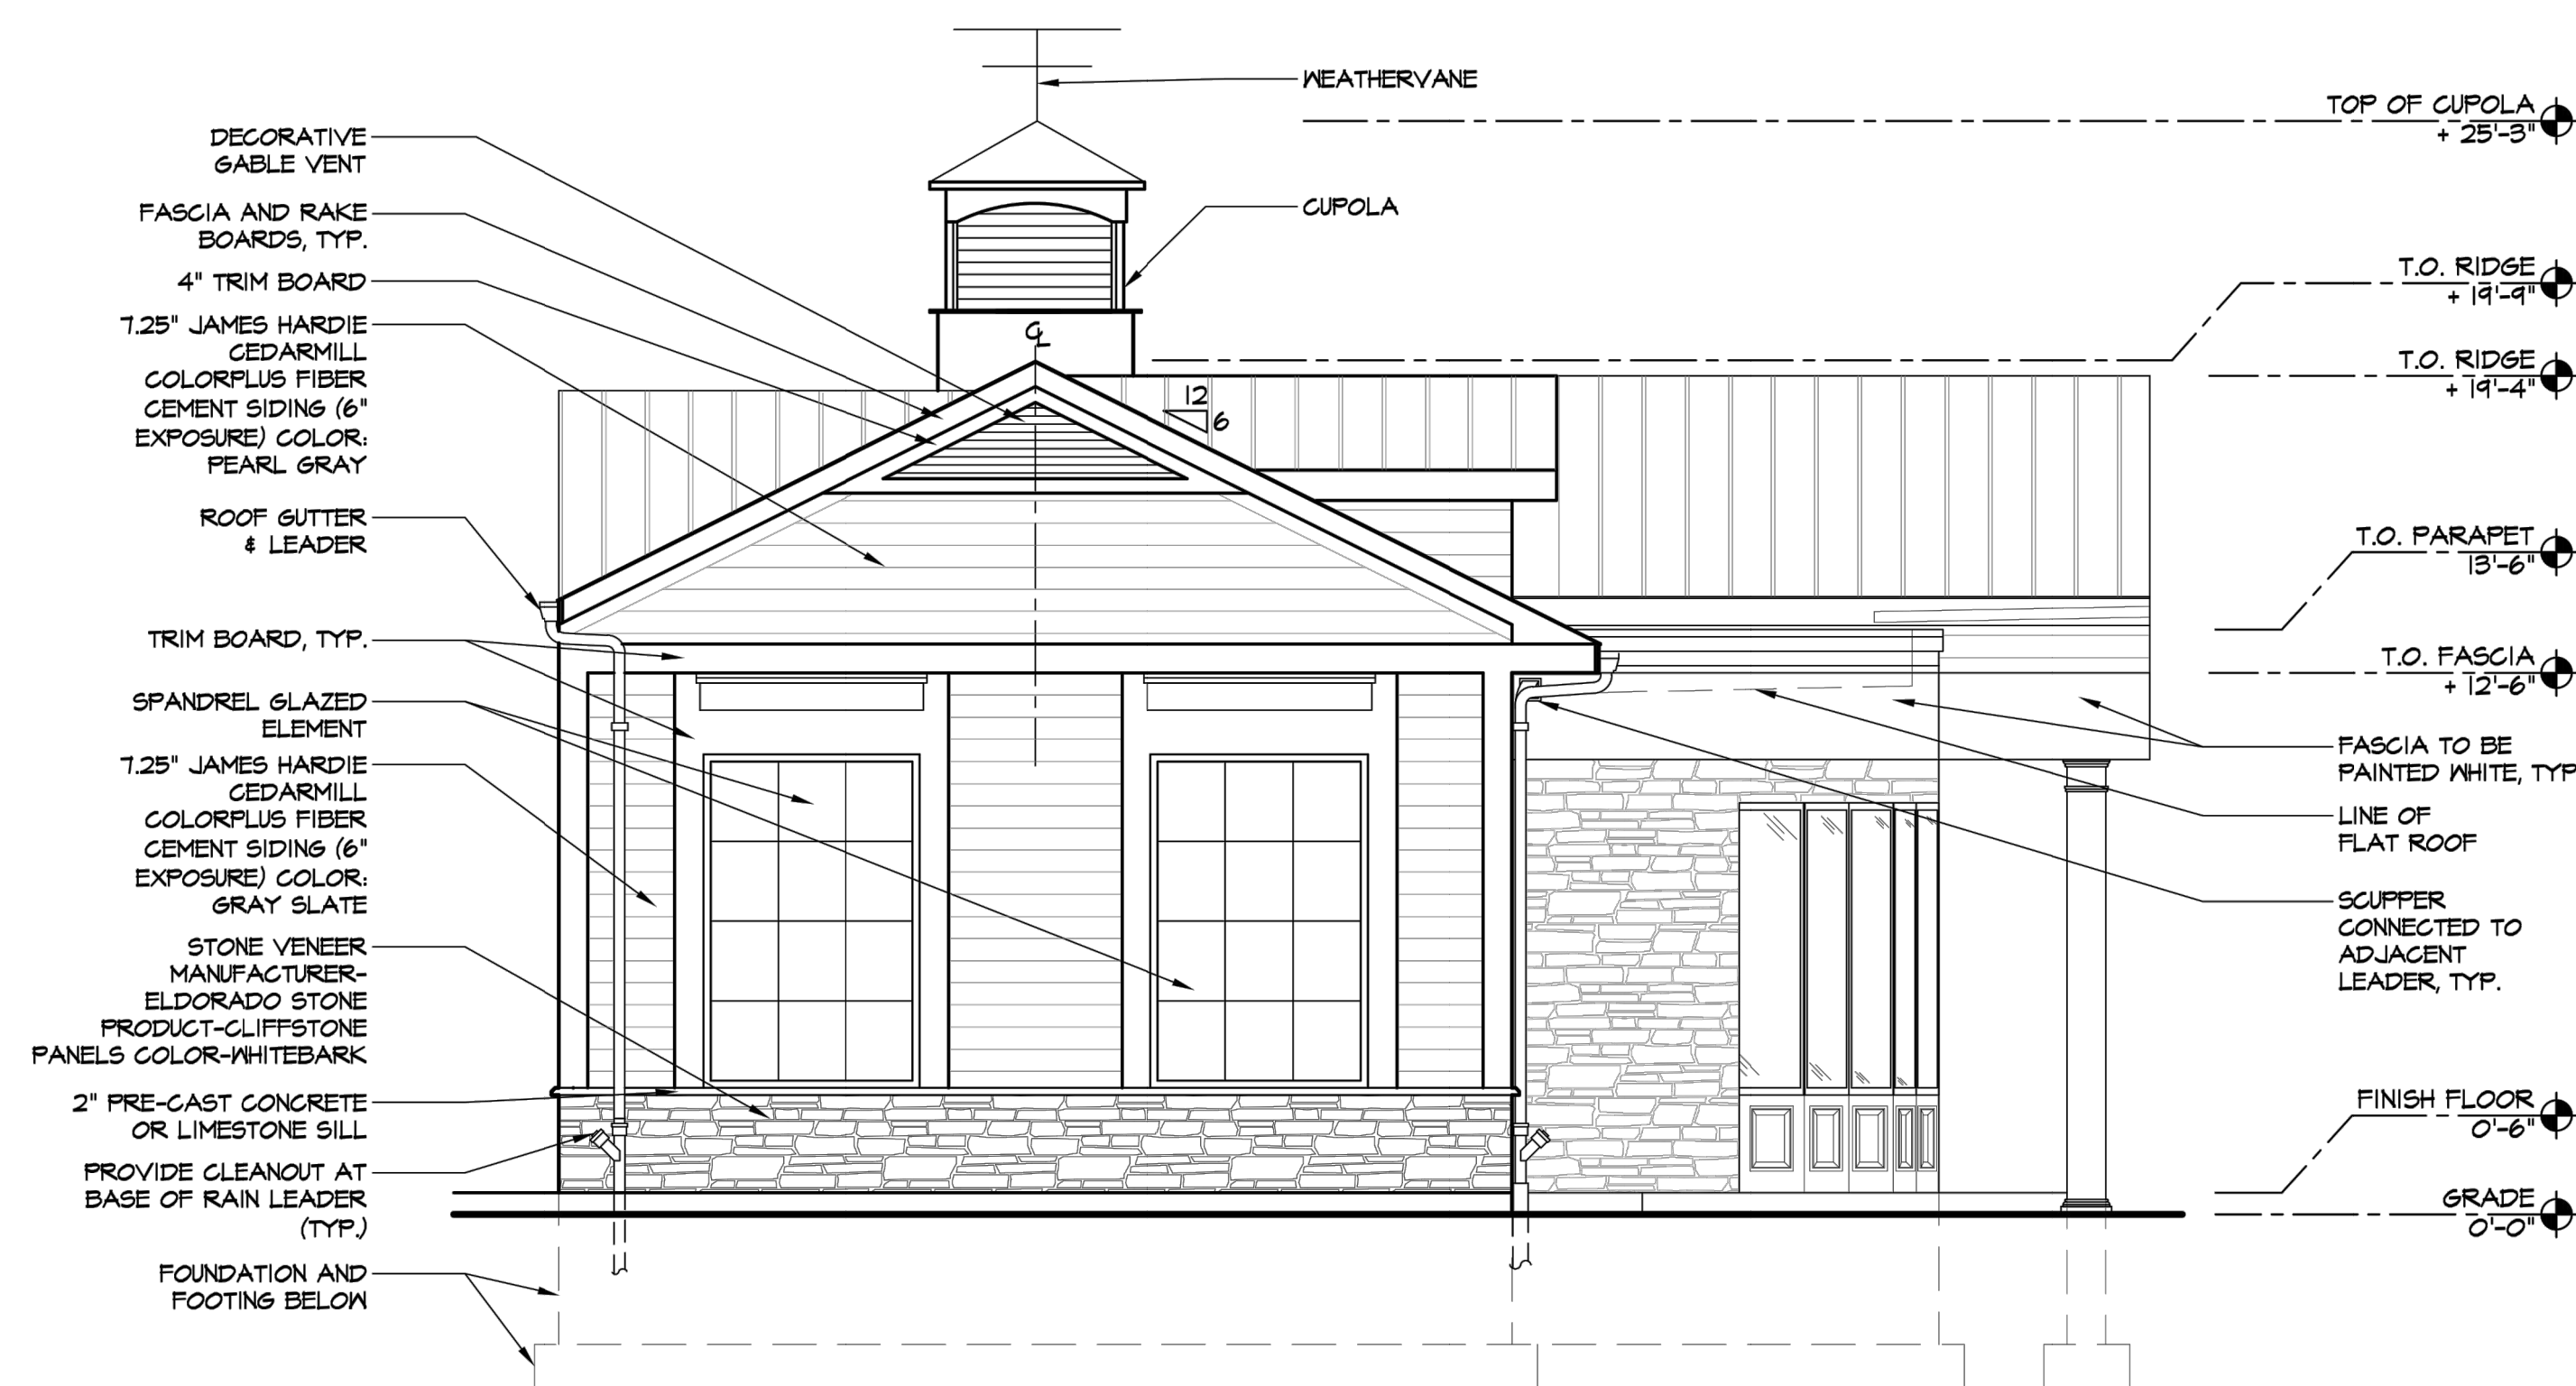 WEATHERVANE
CUPOLA
DECORATIVE
GABLE VENT
FASCIA AND RAKE
BOARDS, TYP.
4" TRIM BOARD
7.25" JAMES HARDIE
CEDARMILL
COLORPLUS FIBER
CEMENT SIDING (6"
EXPOSURE) COLOR:
PEARL GRAY
ROOF GUTTER
& LEADER
TRIM BOARD, TYP.
SPANDREL GLAZED
ELEMENT
7.25" JAMES HARDIE
CEDARMILL
COLORPLUS FIBER
CEMENT SIDING (6"
EXPOSURE) COLOR:
GRAY SLATE
STONE VENEER
MANUFACTURER-
ELDORADO STONE
PRODUCT-CLIFFSTONE
PANELS COLOR-WHITEBARK
2" PRE-CAST CONCRETE
OR LIMESTONE SILL
PROVIDE CLEANOUT AT
BASE OF RAIN LEADER
(TYP.)
FOUNDATION AND
FOOTING BELOW
CL
12
6
TOP OF CUPOLA
+ 25'-3"
T.O. RIDGE
+ 19'-9"
T.O. RIDGE
+ 19'-4"
T.O. PARAPET
13'-6"
T.O. FASCIA
+ 12'-6"
FASCIA TO BE
PAINTED WHITE, TYP
LINE OF
FLAT ROOF
SCUPPER
CONNECTED TO
ADJACENT
LEADER, TYP.
FINISH FLOOR
0'-6"
GRADE
0'-0"